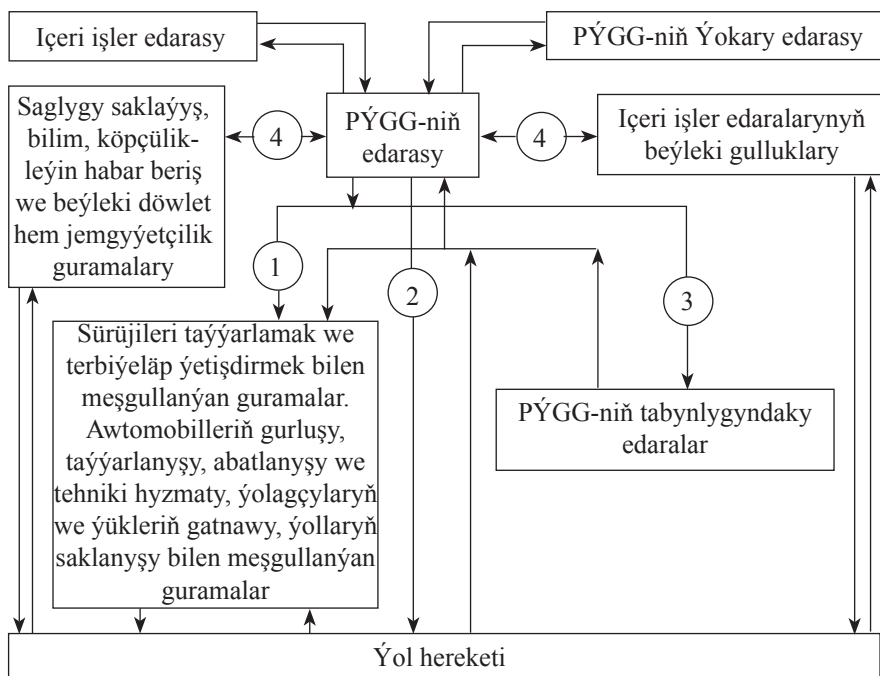 Içeri işler edarasy
PÝGG-niň Ýokary edarasy
Saglygy saklaýyş,
bilim, köpçülik-
leýin habar beriş
we beýleki döwlet
hem jemgyýetçilik
guramalary
4
PÝGG-niň
edarasy
4
Içeri işler edaralarynyň
beýleki gulluklary
1
2
3
Sürüjileri taýýarlamak we
terbiýeläp ýetişdirmek bilen
meşgullanýan guramalar.
Awtomobilleriň gurluşy,
taýýarlanyşy, abatlanyşy we
tehniki hyzmaty, ýolagçylaryň
we ýükleriň gatnawy, ýollaryň
saklanyşy bilen meşgullanýan
guramalar
PÝGG-niň tabynlygyndaky
edaralar
Ýol hereketi